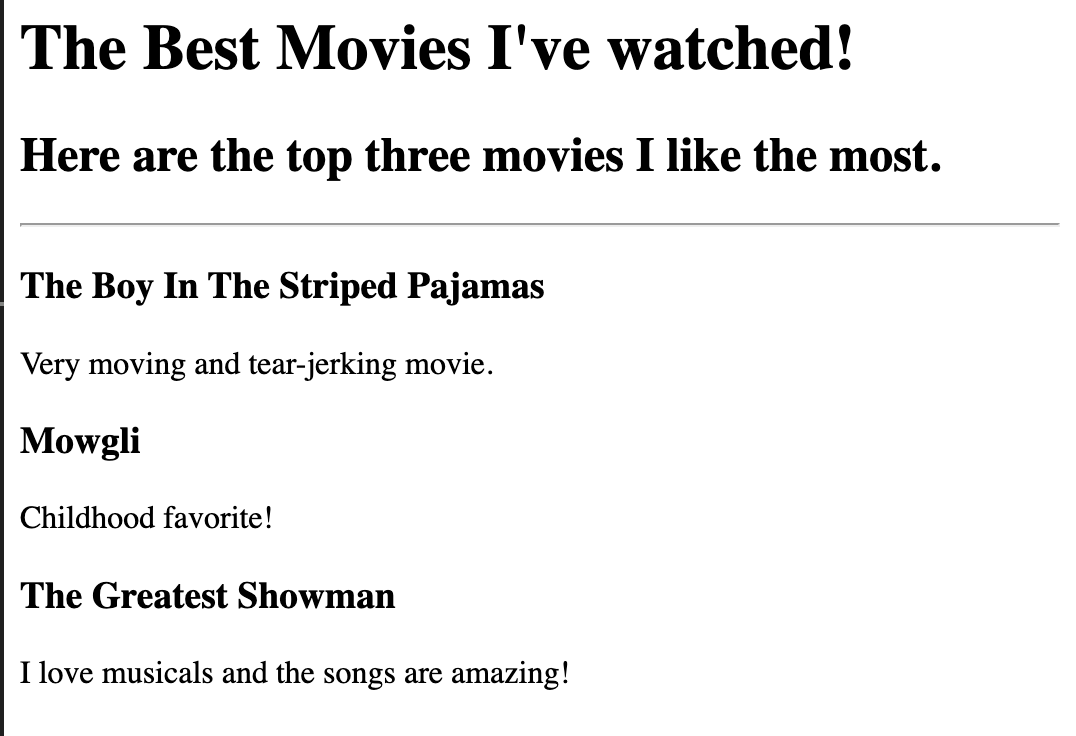 The Best Movies I've watched!
Here are the top three movies I like the most.
The Boy In The Striped Pajamas
Very moving and tear-jerking movie.
Mowgli
Childhood favorite!
The Greatest Showman
I love musicals and the songs are amazing!